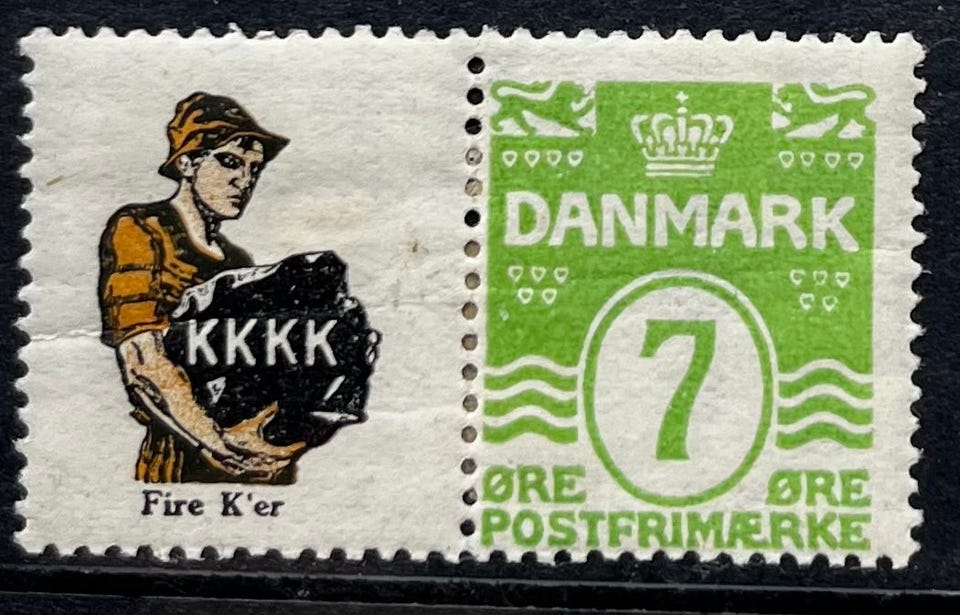 KKKK
Fire K'er
DANMARK
7
ØRE ØRE
POSTFRIMÆRKE